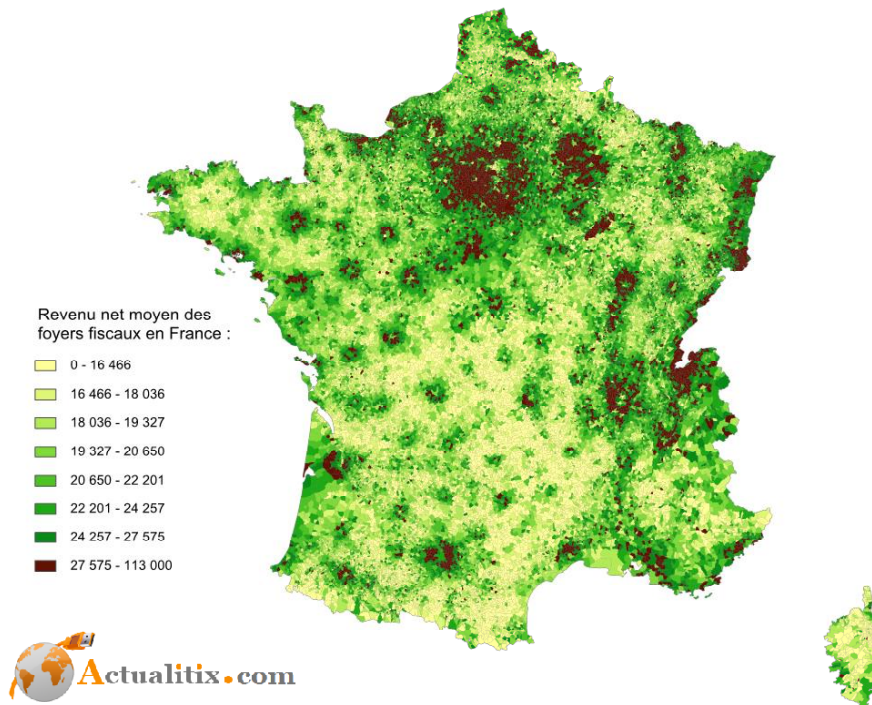 Revenu net moyen des
foyers fiscaux en France :
0 - 16 466
16 466 - 18 036
18 036 - 19 327
19 327 - 20 650
20 650 - 22 201
22 201 - 24 257
24 257 - 27 575
27 575 - 113 000
Actualitix.com